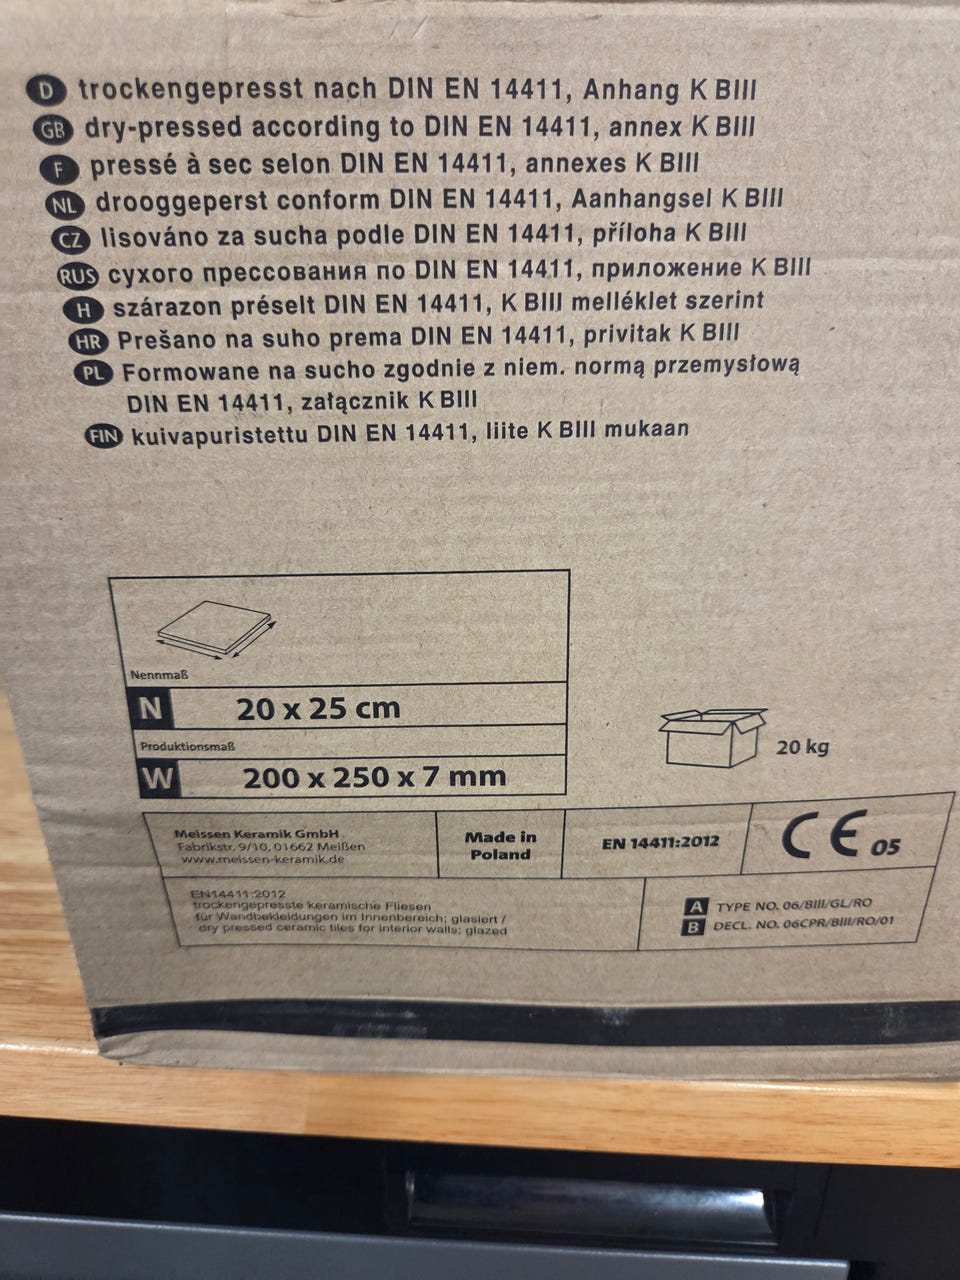 D trockengepresst nach DIN EN 14411, Anhang K BIII
GB dry-pressed according to DIN EN 14411, annex K BIII
F pressé à sec selon DIN EN 14411, annexes K BIII
NL drooggeperst conform DIN EN 14411, Aanhangsel K BIII
CZ lisováno za sucha podle DIN EN 14411, příloha K BIII
RUS сухого прессования по DIN EN 14411, приложение K BIII
H szárazon préselt DIN EN 14411, K BIII melléklet szerint
HR Prešano na suho prema DIN EN 14411, privitak K BIII
PL Formowane na sucho zgodnie z niem. normą przemysłową
DIN EN 14411, załącznik K BIII
FIN kuivapuristettu DIN EN 14411, liite K BIII mukaan
Nennmaß
N 20 x 25 cm
Produktionsmaß
W 200 x 250 x 7 mm
20 kg
Meissen Keramik GmbH
Fabrikstr. 9/10, 01662 Meißen
www.meissen-keramik.de
Made in
Poland
EN 14411:2012
CE 05
EN14411:2012
trockengepresste keramische Fliesen
für Wandbekleidungen im Innenbereich; glasiert /
dry pressed ceramic tiles for interior walls; glazed
A TYPE NO. 06/BIII/GL/RO
B DECL. NO. 06CPR/BIII/RO/01